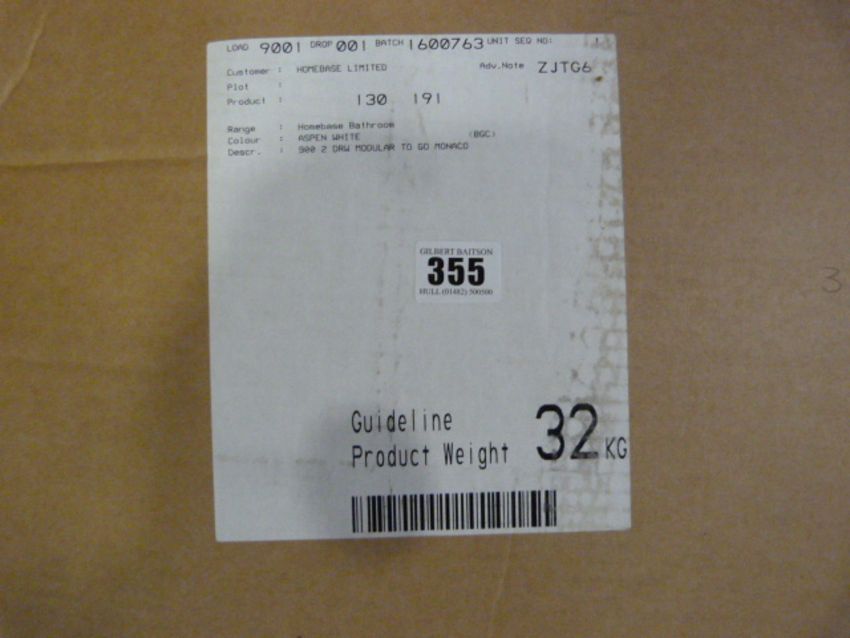 LOAD 9001 DROP 001 BATCH 1600763 UNIT SEQ NO: 1
Customer : HOMEBASE LIMITED Adv.Note ZJTG6
Plot :
Product : 130 191
Range : Homebase Bathroom
Colour : ASPEN WHITE (BGC)
Descr. : 900 2 DRW MODULAR TO GO MONACO
GILBERT BAITSON
355
HULL (01482) 500500
Guideline
Product Weight 32 KG
3